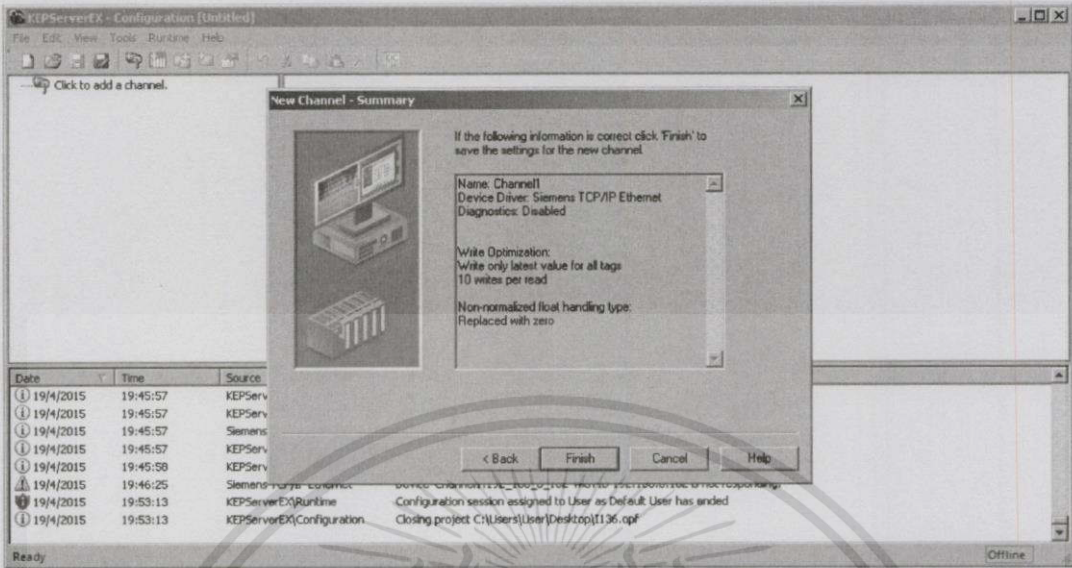 KEPServerEX - Configuration [Untitled]
File Edit View Tools Runtime Help
Click to add a channel.
New Channel - Summary
If the following information is correct click 'Finish' to
save the settings for the new channel.
Name: Channel1
Device Driver: Siemens TCP/IP Ethernet
Diagnostics: Disabled
Write Optimization:
Write only latest value for all tags
10 writes per read
Non-normalized float handling type:
Replaced with zero
< Back Finish Cancel Help
Date Time Source
19/4/2015 19:45:57 KEPServ
19/4/2015 19:45:57 KEPServ
19/4/2015 19:45:57 Siemens
19/4/2015 19:45:57 KEPServ
19/4/2015 19:45:58 KEPServ
19/4/2015 19:46:25 Siemens
19/4/2015 19:53:13 KEPServerEX\Runtime Configuration session assigned to User as Default User has ended
19/4/2015 19:53:13 KEPServerEX\Configuration Closing project C:\Users\User\Desktop\I136.opf
Ready Offline